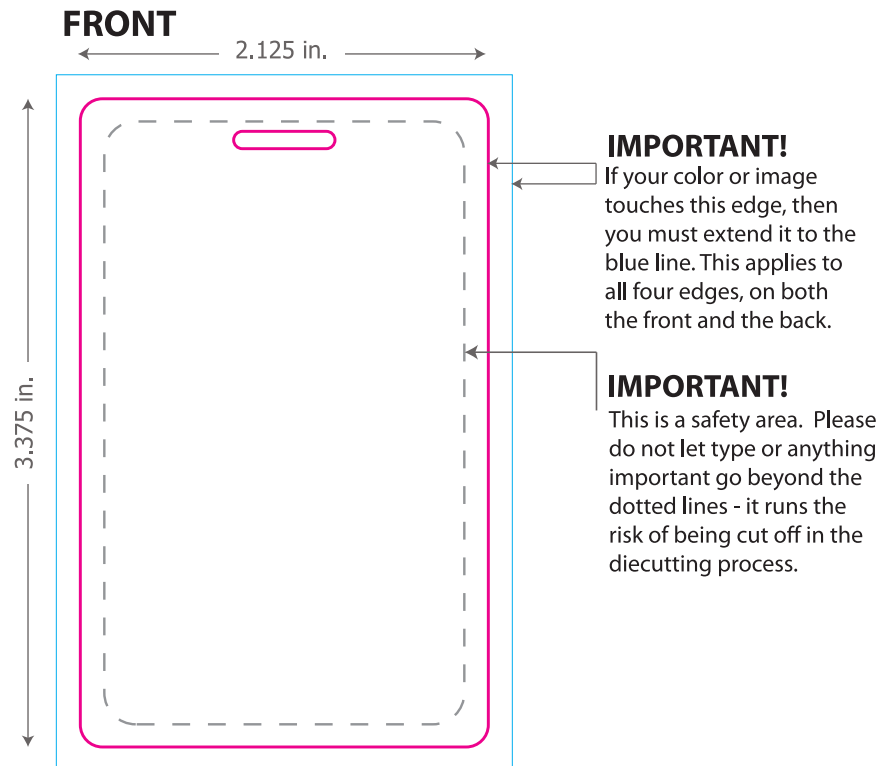 FRONT
2.125 in.
3.375 in.
IMPORTANT!
If your color or image
touches this edge, then
you must extend it to the
blue line. This applies to
all four edges, on both
the front and the back.
IMPORTANT!
This is a safety area. Please
do not let type or anything
important go beyond the
dotted lines - it runs the
risk of being cut off in the
diecutting process.